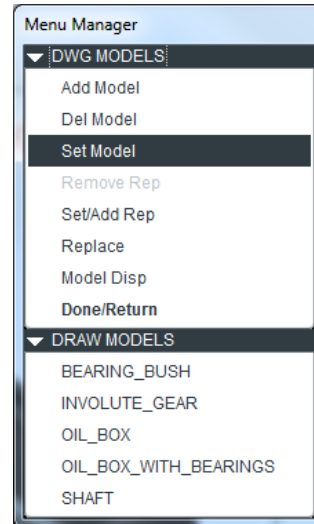 Menu Manager
DWG MODELS
Add Model
Del Model
Set Model
Remove Rep
Set/Add Rep
Replace
Model Disp
Done/Return
DRAW MODELS
BEARING_BUSH
INVOLUTE_GEAR
OIL_BOX
OIL_BOX_WITH_BEARINGS
SHAFT